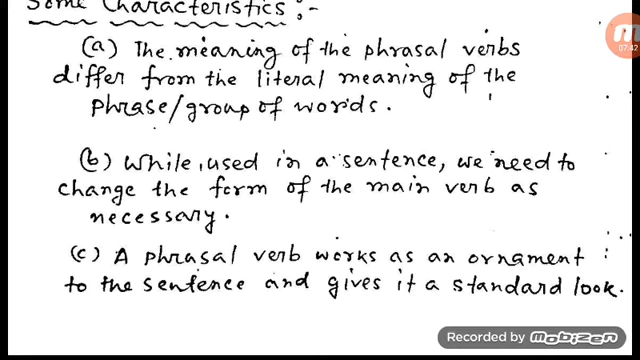 Some Characteristics :-
07:42
(a) The meaning of the phrasal verbs
differ from the literal meaning of the
phrase/group of words.
(b) While used in a sentence, we need to
change the form of the main verb as
necessary.
(c) A phrasal verb works as an ornament
to the sentence and gives it a standard look.
Recorded by mobizen